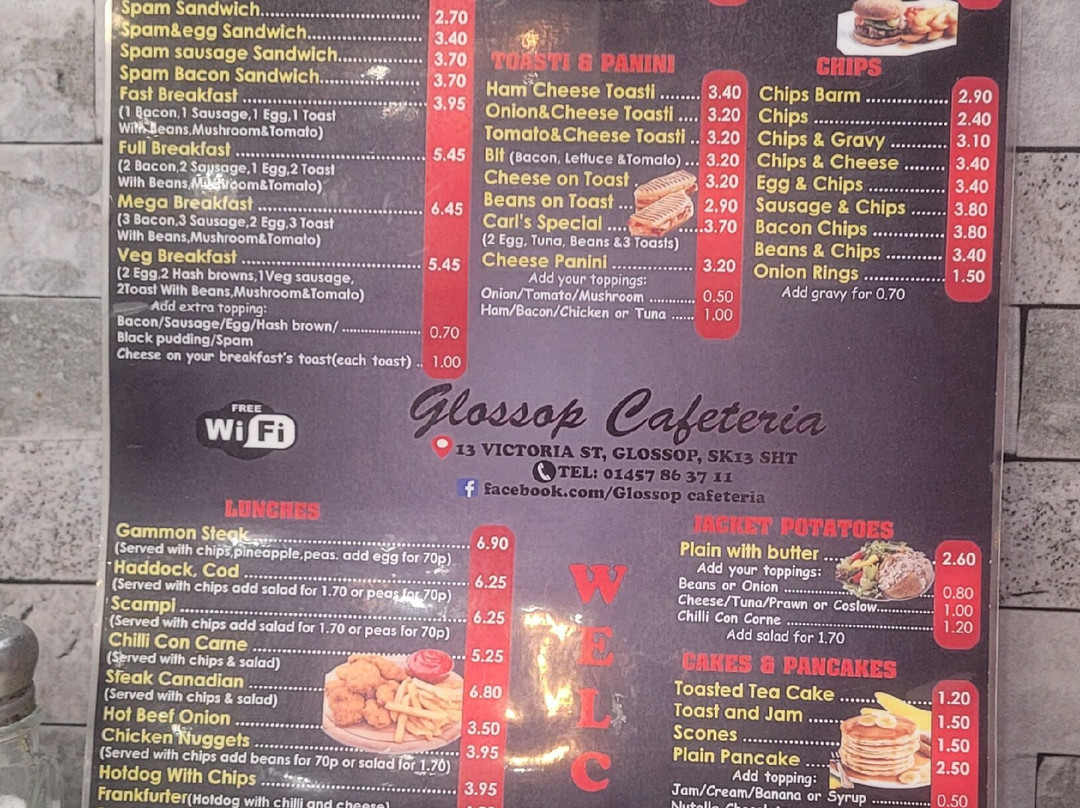 Spam Sandwich 2.70
Spam&egg Sandwich 3.40
Spam sausage Sandwich 3.70
Spam Bacon Sandwich 3.70
Fast Breakfast 3.95
(1 Bacon,1 Sausage,1 Egg,1 Toast
With Beans,Mushroom&Tomato)
Full Breakfast 5.45
(2 Bacon,2 Sausage,1 Egg,2 Toast
With Beans,Mushroom&Tomato)
Mega Breakfast 6.45
(3 Bacon,3 Sausage,2 Egg,3 Toast
With Beans,Mushroom&Tomato)
Veg Breakfast 5.45
(2 Egg,2 Hash browns,1Veg sausage,
2Toast With Beans,Mushroom&Tomato)
Add extra topping:
Bacon/Sausage/Egg/Hash brown/ 0.70
Black pudding/Spam
Cheese on your breakfast's toast(each toast) 1.00
TOASTI & PANINI
Ham Cheese Toasti 3.40
Onion&Cheese Toasti 3.20
Tomato&Cheese Toasti 3.20
Blt (Bacon, Lettuce &Tomato) 3.20
Cheese on Toast 3.20
Beans on Toast 2.90
Carl's Special 3.70
(2 Egg, Tuna, Beans &3 Toasts)
Cheese Panini 3.20
Add your toppings:
Onion/Tomato/Mushroom 0.50
Ham/Bacon/Chicken or Tuna 1.00
CHIPS
Chips Barm 2.90
Chips 2.40
Chips & Gravy 3.10
Chips & Cheese 3.40
Egg & Chips 3.40
Sausage & Chips 3.80
Bacon Chips 3.80
Beans & Chips 3.40
Onion Rings 1.50
Add gravy for 0.70
FREE
Wi Fi
Glossop Cafeteria
13 VICTORIA ST, GLOSSOP, SK13 SHT
TEL: 01457 86 37 11
f facebook.com/Glossop cafeteria
LUNCHES
Gammon Steak 6.90
(Served with chips,pineapple,peas. add egg for 70p)
Haddock, Cod 6.25
(Served with chips add salad for 1.70 or peas for 70p)
Scampi 6.25
(Served with chips add salad for 1.70 or peas for 70p)
Chilli Con Carne 5.25
(Served with chips & salad)
Steak Canadian 6.80
(Served with chips & salad)
Hot Beef Onion 3.50
Chicken Nuggets 3.95
(Served with chips add beans for 70p or salad for 1.70)
Hotdog With Chips 3.95
Frankfurter(Hotdog with chilli and cheese)
W
E
L
C
JACKET POTATOES
Plain with butter 2.60
Add your toppings:
Beans or Onion 0.80
Cheese/Tuna/Prawn or Coslow 1.00
Chilli Con Corne 1.20
Add salad for 1.70
CAKES & PANCAKES
Toasted Tea Cake 1.20
Toast and Jam 1.50
Scones 1.50
Plain Pancake 2.50
Add topping:
Jam/Cream/Banana or Syrup 0.50